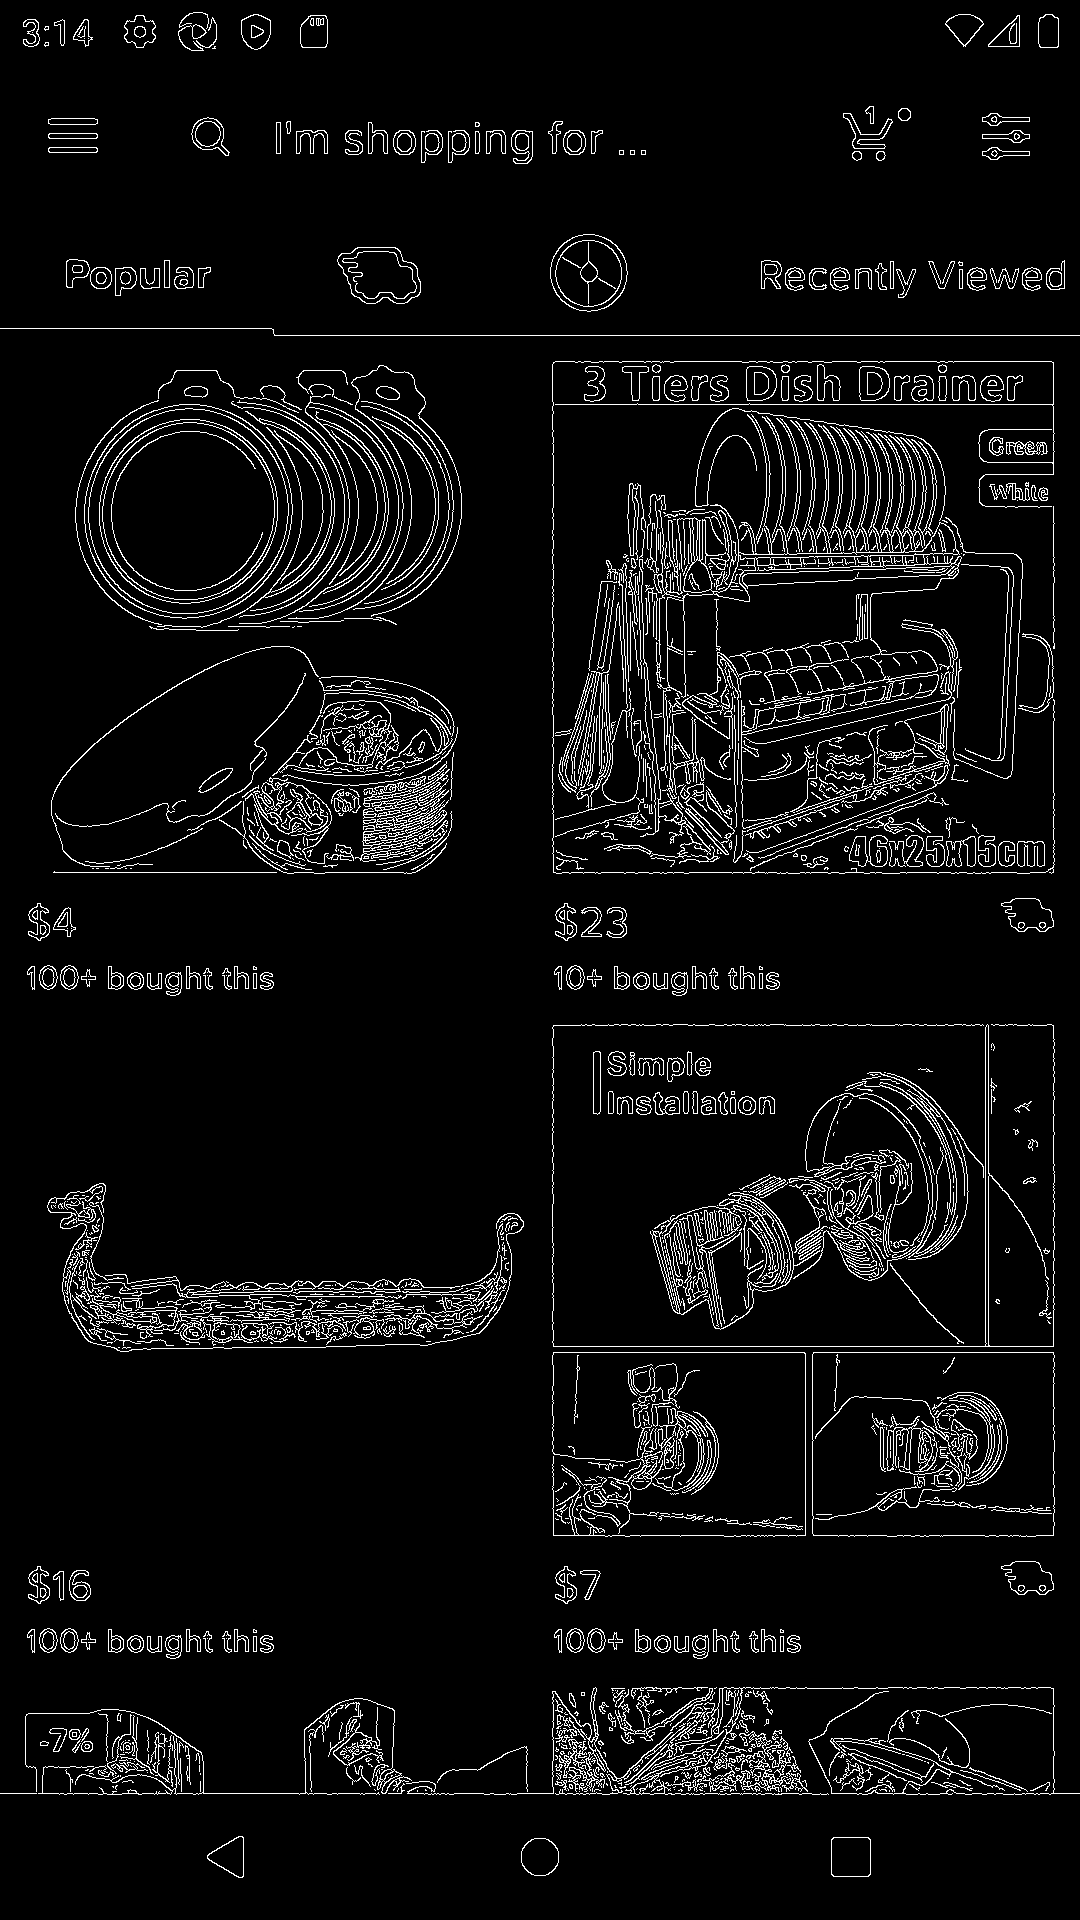 3:14
1
I'm shopping for ...
Popular
Recently Viewed
3 Tiers Dish Drainer
Green
White
46x25x15cm
$4
$23
100+ bought this
10+ bought this
Simple
Installation
$16
$7
100+ bought this
100+ bought this
-7%